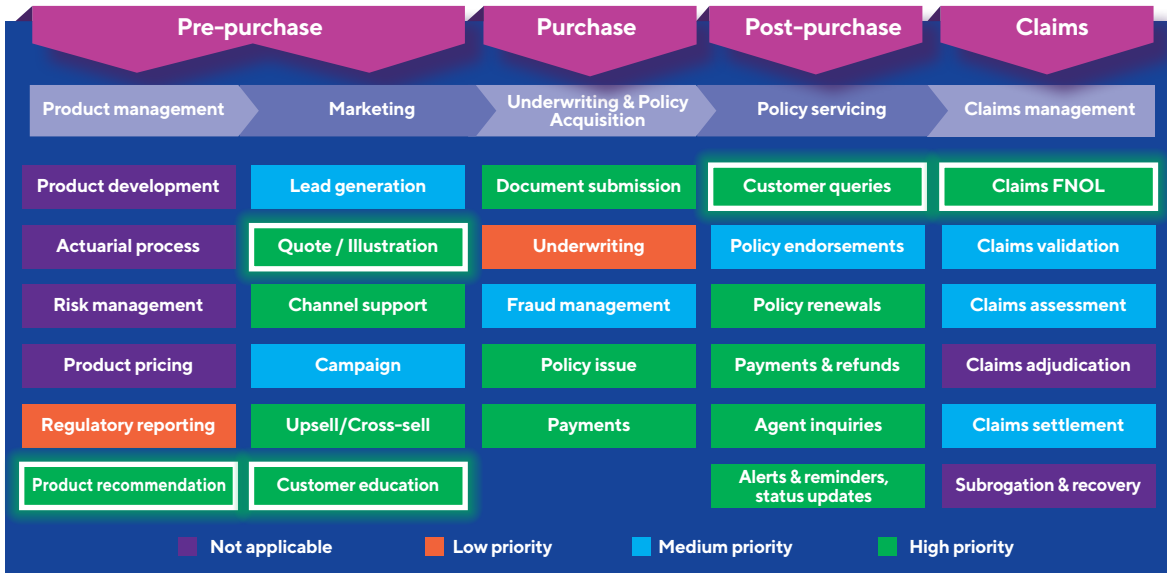 Pre-purchase
Purchase
Post-purchase
Claims
Product management
Marketing
Underwriting & Policy
Acquisition
Policy servicing
Claims management
Product development
Lead generation
Document submission
Customer queries
Claims FNOL
Actuarial process
Quote / Illustration
Underwriting
Policy endorsements
Claims validation
Risk management
Channel support
Fraud management
Policy renewals
Claims assessment
Product pricing
Campaign
Policy issue
Payments & refunds
Claims adjudication
Regulatory reporting
Upsell/Cross-sell
Payments
Agent inquiries
Claims settlement
Product recommendation
Customer education
Alerts & reminders,
status updates
Subrogation & recovery
Not applicable
Low priority
Medium priority
High priority